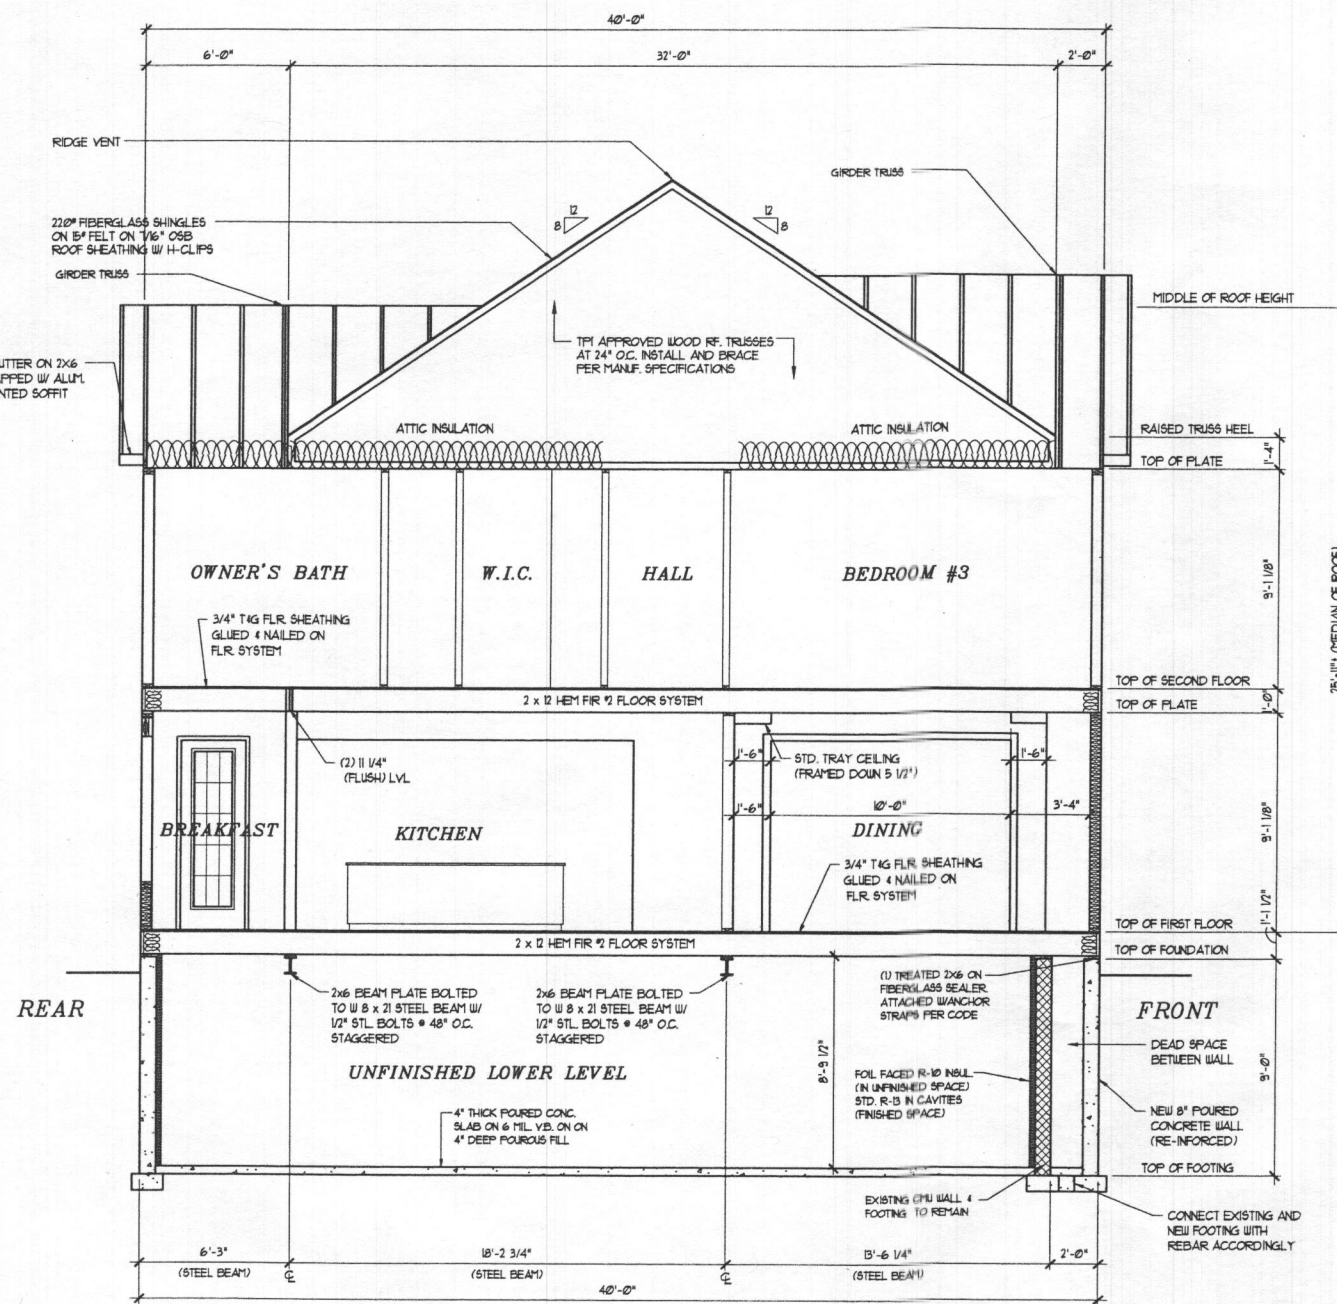 40'-0"
6'-0"
32'-0"
2'-0"
RIDGE VENT
GIRDER TRUSS
12
8
12
8
220# FIBERGLASS SHINGLES
ON 15# FELT ON 7/16" OSB
ROOF SHEATHING W/ H-CLIPS
GIRDER TRUSS
MIDDLE OF ROOF HEIGHT
TPI APPROVED WOOD RF. TRUSSES
AT 24" O.C. INSTALL AND BRACE
PER MANUF. SPECIFICATIONS
UTTER ON 2X6
PPED W/ ALUM.
NTED SOFFIT
ATTIC INSULATION
ATTIC INSULATION
RAISED TRUSS HEEL
1'-4"
TOP OF PLATE
OWNER'S BATH
W.I.C.
HALL
BEDROOM #3
9'-1 1/8"
25'-11"± (MEDIAN OF ROOF)
3/4" T&G FLR. SHEATHING
GLUED & NAILED ON
FLR. SYSTEM
TOP OF SECOND FLOOR
2 x 12 HEM FIR #2 FLOOR SYSTEM
TOP OF PLATE
1'-0"
(2) 11 1/4"
(FLUSH) LVL
1'-6"
STD. TRAY CEILING
(FRAMED DOWN 5 1/2")
1'-6"
1'-6"
10'-0"
3'-4"
BREAKFAST
KITCHEN
DINING
9'-1 1/8"
3/4" T&G FLR. SHEATHING
GLUED & NAILED ON
FLR. SYSTEM
1'-1 1/2"
TOP OF FIRST FLOOR
2 x 12 HEM FIR #2 FLOOR SYSTEM
TOP OF FOUNDATION
REAR
2x6 BEAM PLATE BOLTED
TO W 8 x 21 STEEL BEAM W/
1/2" STL. BOLTS @ 48" O.C.
STAGGERED
2x6 BEAM PLATE BOLTED
TO W 8 x 21 STEEL BEAM W/
1/2" STL. BOLTS @ 48" O.C.
STAGGERED
(1) TREATED 2X6 ON
FIBERGLASS SEALER
ATTACHED W/ANCHOR
STRAPS PER CODE
FRONT
DEAD SPACE
BETWEEN WALL
UNFINISHED LOWER LEVEL
8'-9 1/2"
FOIL FACED R-10 INSUL.
(IN UNFINISHED SPACE)
STD. R-13 IN CAVITIES
(FINISHED SPACE)
9'-0"
4" THICK POURED CONC.
SLAB ON 6 MIL. V.B. ON ON
4" DEEP POUROUS FILL
NEW 8" POURED
CONCRETE WALL
(RE-INFORCED)
TOP OF FOOTING
EXISTING CMU WALL &
FOOTING TO REMAIN
CONNECT EXISTING AND
NEW FOOTING WITH
REBAR ACCORDINGLY
6'-3"
(STEEL BEAM)
18'-2 3/4"
(STEEL BEAM)
13'-6 1/4"
(STEEL BEAM)
2'-0"
40'-0"